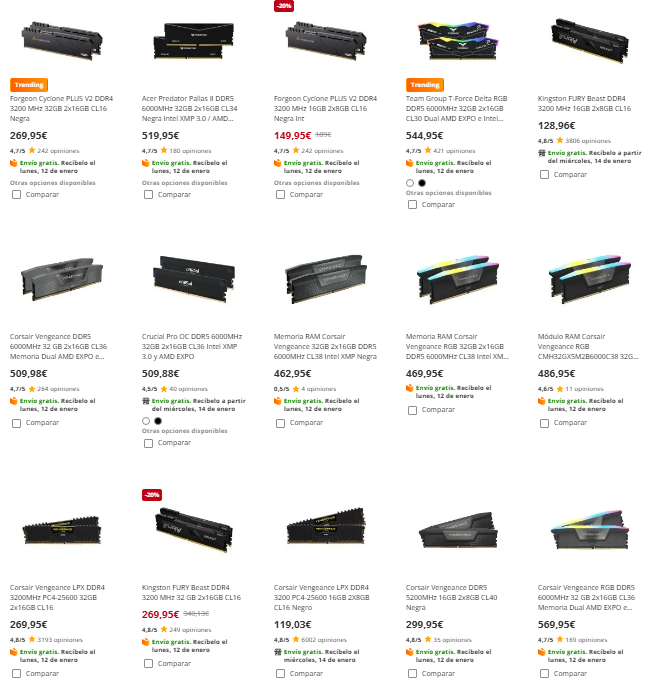 -20%
Trending
Trending
Forgeon Cyclone PLUS V2 DDR4
3200 MHz 32GB 2x16GB CL16
Negra
269,95€
4,7/5 242 opiniones
Envío gratis. Recíbelo el
lunes, 12 de enero
Otras opciones disponibles
Comparar
Acer Predator Pallas II DDR5
6000MHz 32GB 2x16GB CL34
Negra Intel XMP 3.0 / AMD...
519,95€
4,7/5 180 opiniones
Envío gratis. Recíbelo el
lunes, 12 de enero
Otras opciones disponibles
Comparar
Forgeon Cyclone PLUS V2 DDR4
3200 MHz 16GB 2x8GB CL16
Negra Int
149,95€ 189€
4,7/5 242 opiniones
Envío gratis. Recíbelo el
lunes, 12 de enero
Otras opciones disponibles
Comparar
Team Group T-Force Delta RGB
DDR5 6000MHz 32GB 2x16GB
CL30 Dual AMD EXPO e Intel...
544,95€
4,7/5 421 opiniones
Envío gratis. Recíbelo el
lunes, 12 de enero
Otras opciones disponibles
Comparar
Kingston FURY Beast DDR4
3200 MHz 16GB 2x8GB CL16
128,96€
4,8/5 3806 opiniones
Envío gratis. Recíbelo a partir
del miércoles, 14 de enero
Comparar
Corsair Vengeance DDR5
6000MHz 32 GB 2x16GB CL36
Memoria Dual AMD EXPO e...
509,98€
4,7/5 264 opiniones
Envío gratis. Recíbelo el
lunes, 12 de enero
Comparar
Crucial Pro OC DDR5 6000MHz
32GB 2x16GB CL36 Intel XMP
3.0 y AMD EXPO
509,88€
4,5/5 40 opiniones
Envío gratis. Recíbelo a partir
del miércoles, 14 de enero
Otras opciones disponibles
Comparar
Memoria RAM Corsair
Vengeance 32GB 2x16GB DDR5
6000MHz CL38 Intel XMP Negra
462,95€
0,5/5 4 opiniones
Envío gratis. Recíbelo el
lunes, 12 de enero
Comparar
Memoria RAM Corsair
Vengeance RGB 32GB 2x16GB
DDR5 6000MHz CL38 Intel XM...
469,95€
Envío gratis. Recíbelo el
lunes, 12 de enero
Comparar
Módulo RAM Corsair
Vengeance RGB
CMH32GX5M2B6000C38 32G...
486,95€
4,6/5 11 opiniones
Envío gratis. Recíbelo el
lunes, 12 de enero
Comparar
-20%
Corsair Vengeance LPX DDR4
3200MHz PC4-25600 32GB
2x16GB CL16
269,95€
4,8/5 3193 opiniones
Envío gratis. Recíbelo el
lunes, 12 de enero
Comparar
Kingston FURY Beast DDR4
3200 MHz 32 GB 2x16GB CL16
269,95€ 340,13€
4,8/5 249 opiniones
Envío gratis. Recíbelo el
lunes, 12 de enero
Comparar
Corsair Vengeance LPX DDR4
3200 PC4-25600 16GB 2X8GB
CL16 Negro
119,03€
4,8/5 6002 opiniones
Envío gratis. Recíbelo el
miércoles, 14 de enero
Comparar
Corsair Vengeance DDR5
5200MHz 16GB 2x8GB CL40
Negra
299,95€
4,8/5 35 opiniones
Envío gratis. Recíbelo el
lunes, 12 de enero
Comparar
Corsair Vengeance RGB DDR5
6000MHz 32 GB 2x16GB CL36
Memoria Dual AMD EXPO e...
569,95€
4,7/5 169 opiniones
Envío gratis. Recíbelo el
lunes, 12 de enero
Comparar